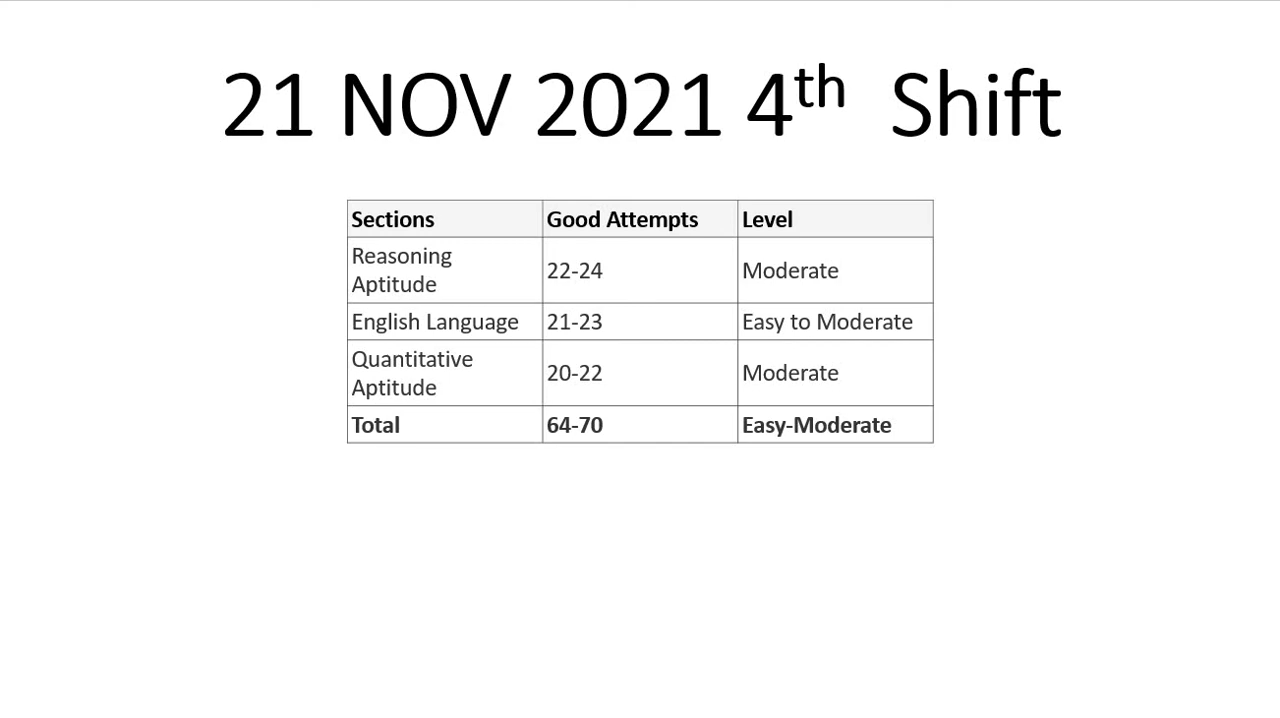 21 NOV 2021 4th Shift
Sections Good Attempts Level
Reasoning
Aptitude 22-24 Moderate
English Language 21-23 Easy to Moderate
Quantitative
Aptitude 20-22 Moderate
Total 64-70 Easy-Moderate